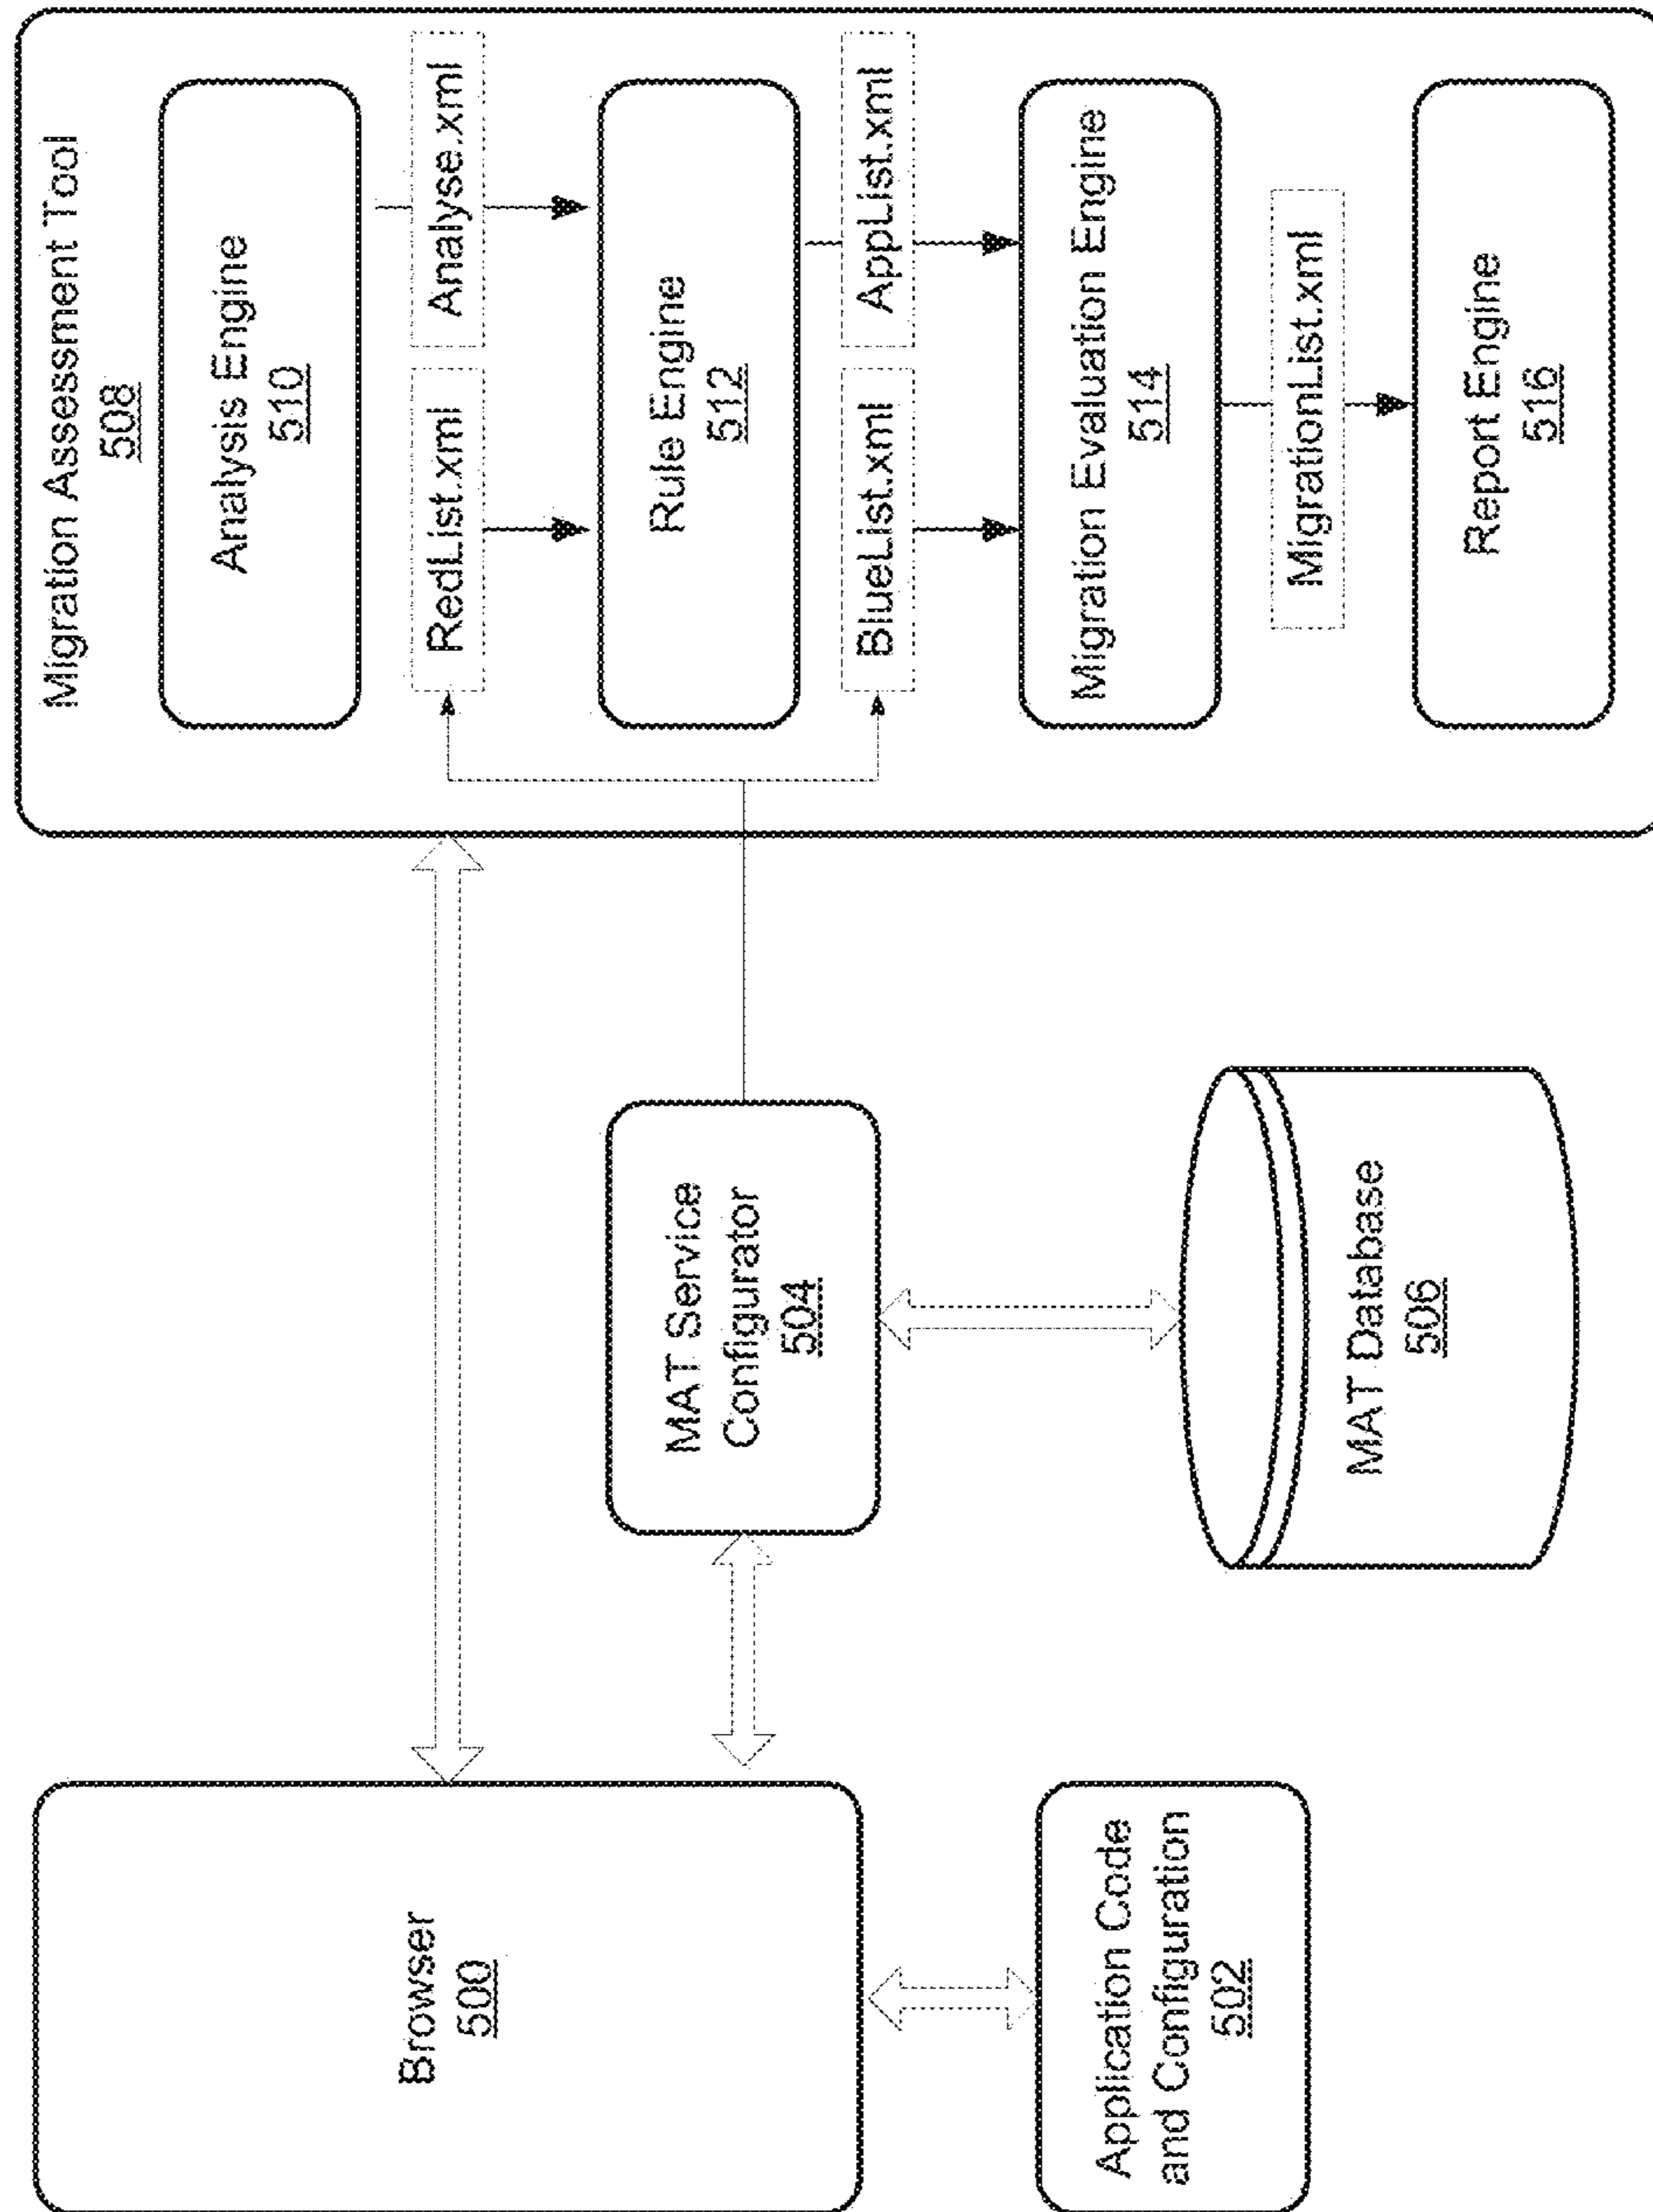 Browser
500
Application Code
and Configuration
502
MAT Service
Configurator
504
MAT Database
506
Migration Assessment Tool
508
Analysis Engine
510
RedList.xml
Analyse.xml
Rule Engine
512
BlueList.xml
AppList.xml
Migration Evaluation Engine
514
MigrationList.xml
Report Engine
516